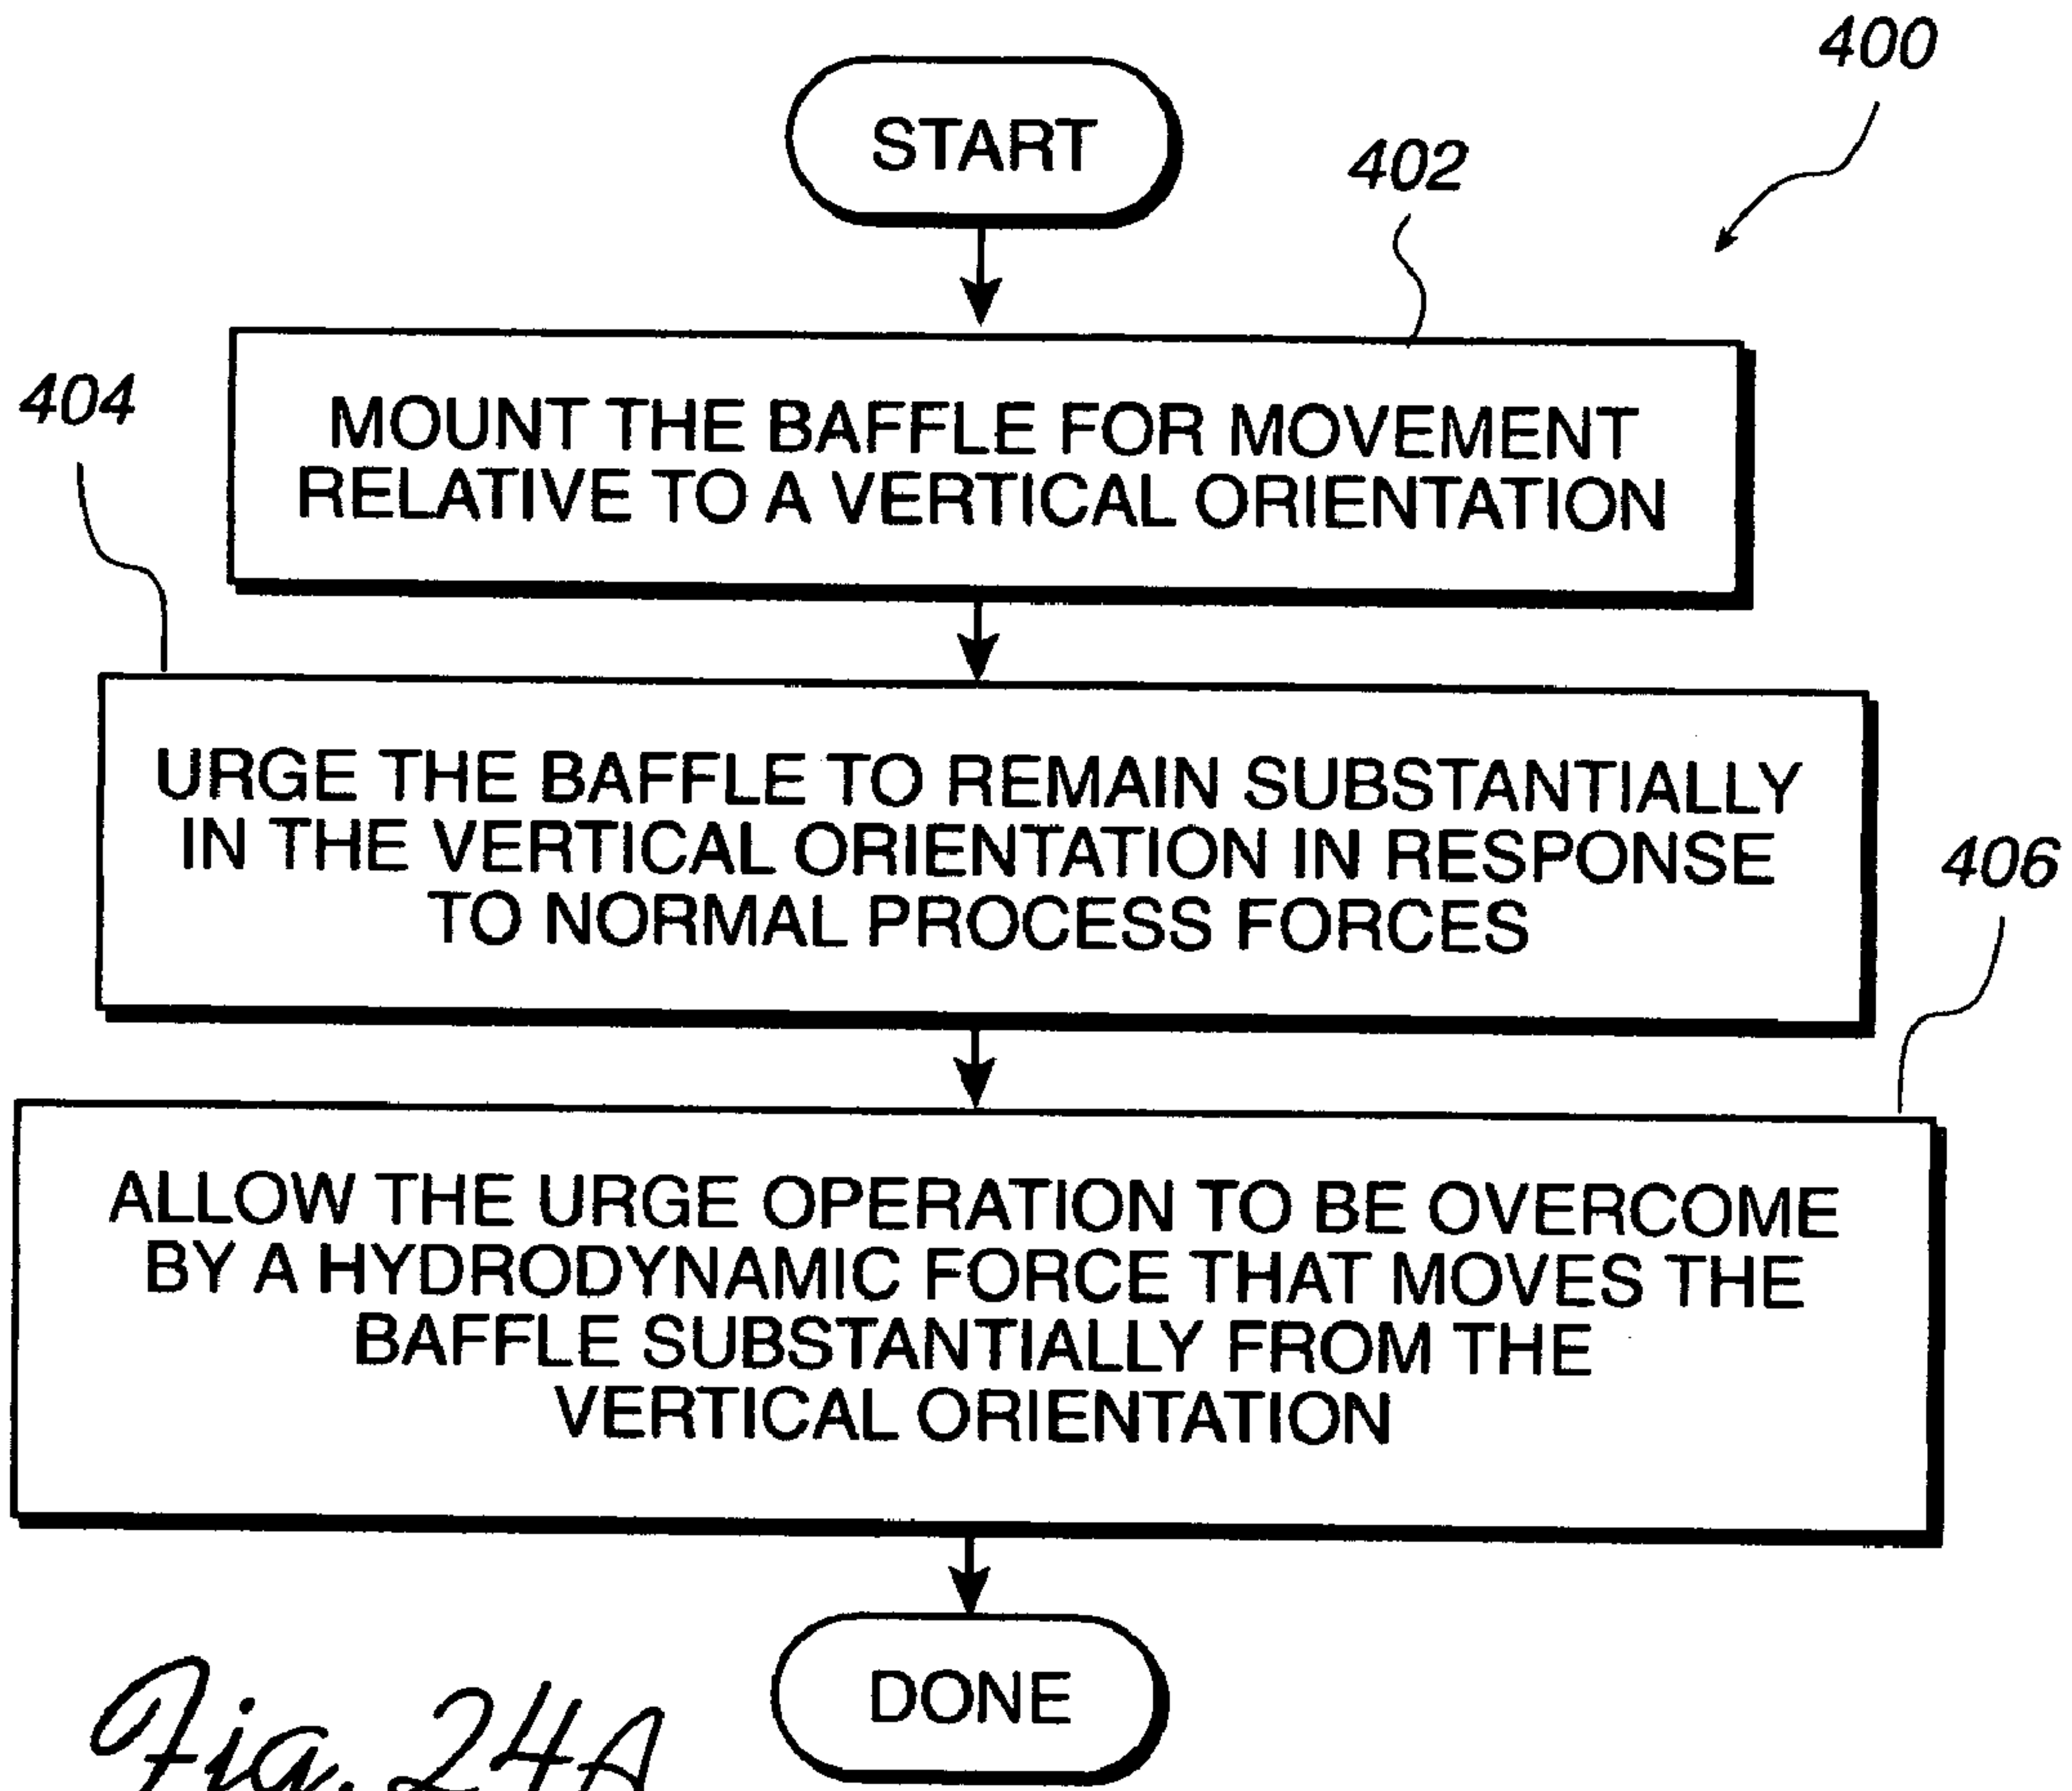 400
START
402
MOUNT THE BAFFLE FOR MOVEMENT
RELATIVE TO A VERTICAL ORIENTATION
404
URGE THE BAFFLE TO REMAIN SUBSTANTIALLY
IN THE VERTICAL ORIENTATION IN RESPONSE
TO NORMAL PROCESS FORCES
406
ALLOW THE URGE OPERATION TO BE OVERCOME
BY A HYDRODYNAMIC FORCE THAT MOVES THE
BAFFLE SUBSTANTIALLY FROM THE
VERTICAL ORIENTATION
DONE
Fig. 24A